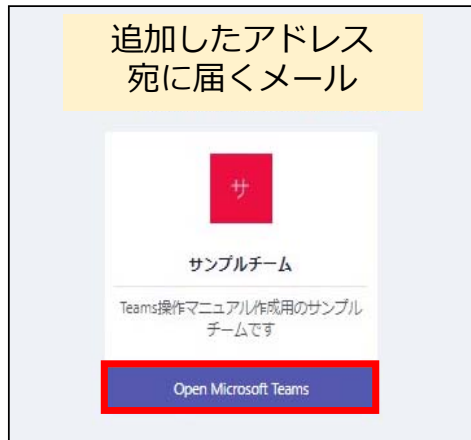 追加したアドレス
宛に届くメール
サ
サンプルチーム
Teams操作マニュアル作成用のサンプル
チームです
Open Microsoft Teams